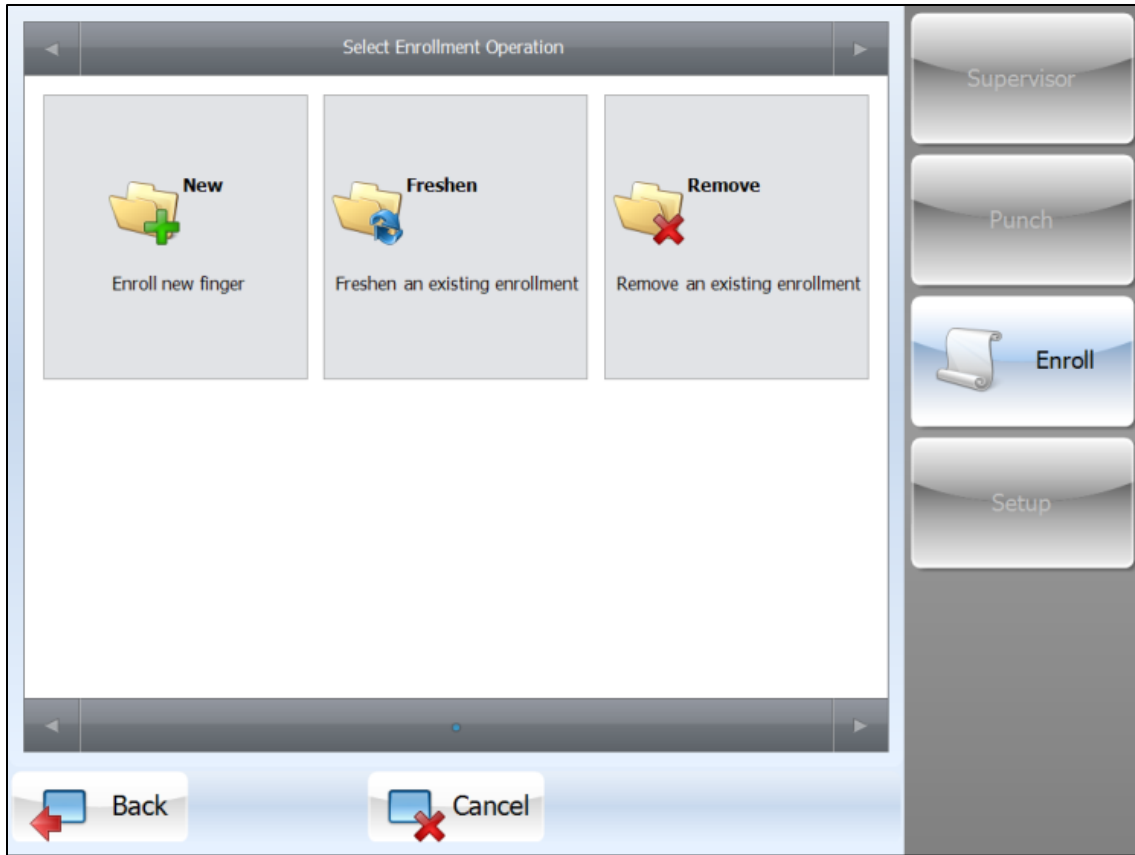 Select Enrollment Operation
New
Enroll new finger
Freshen
Freshen an existing enrollment
Remove
Remove an existing enrollment
Supervisor
Punch
Enroll
Setup
Back
Cancel